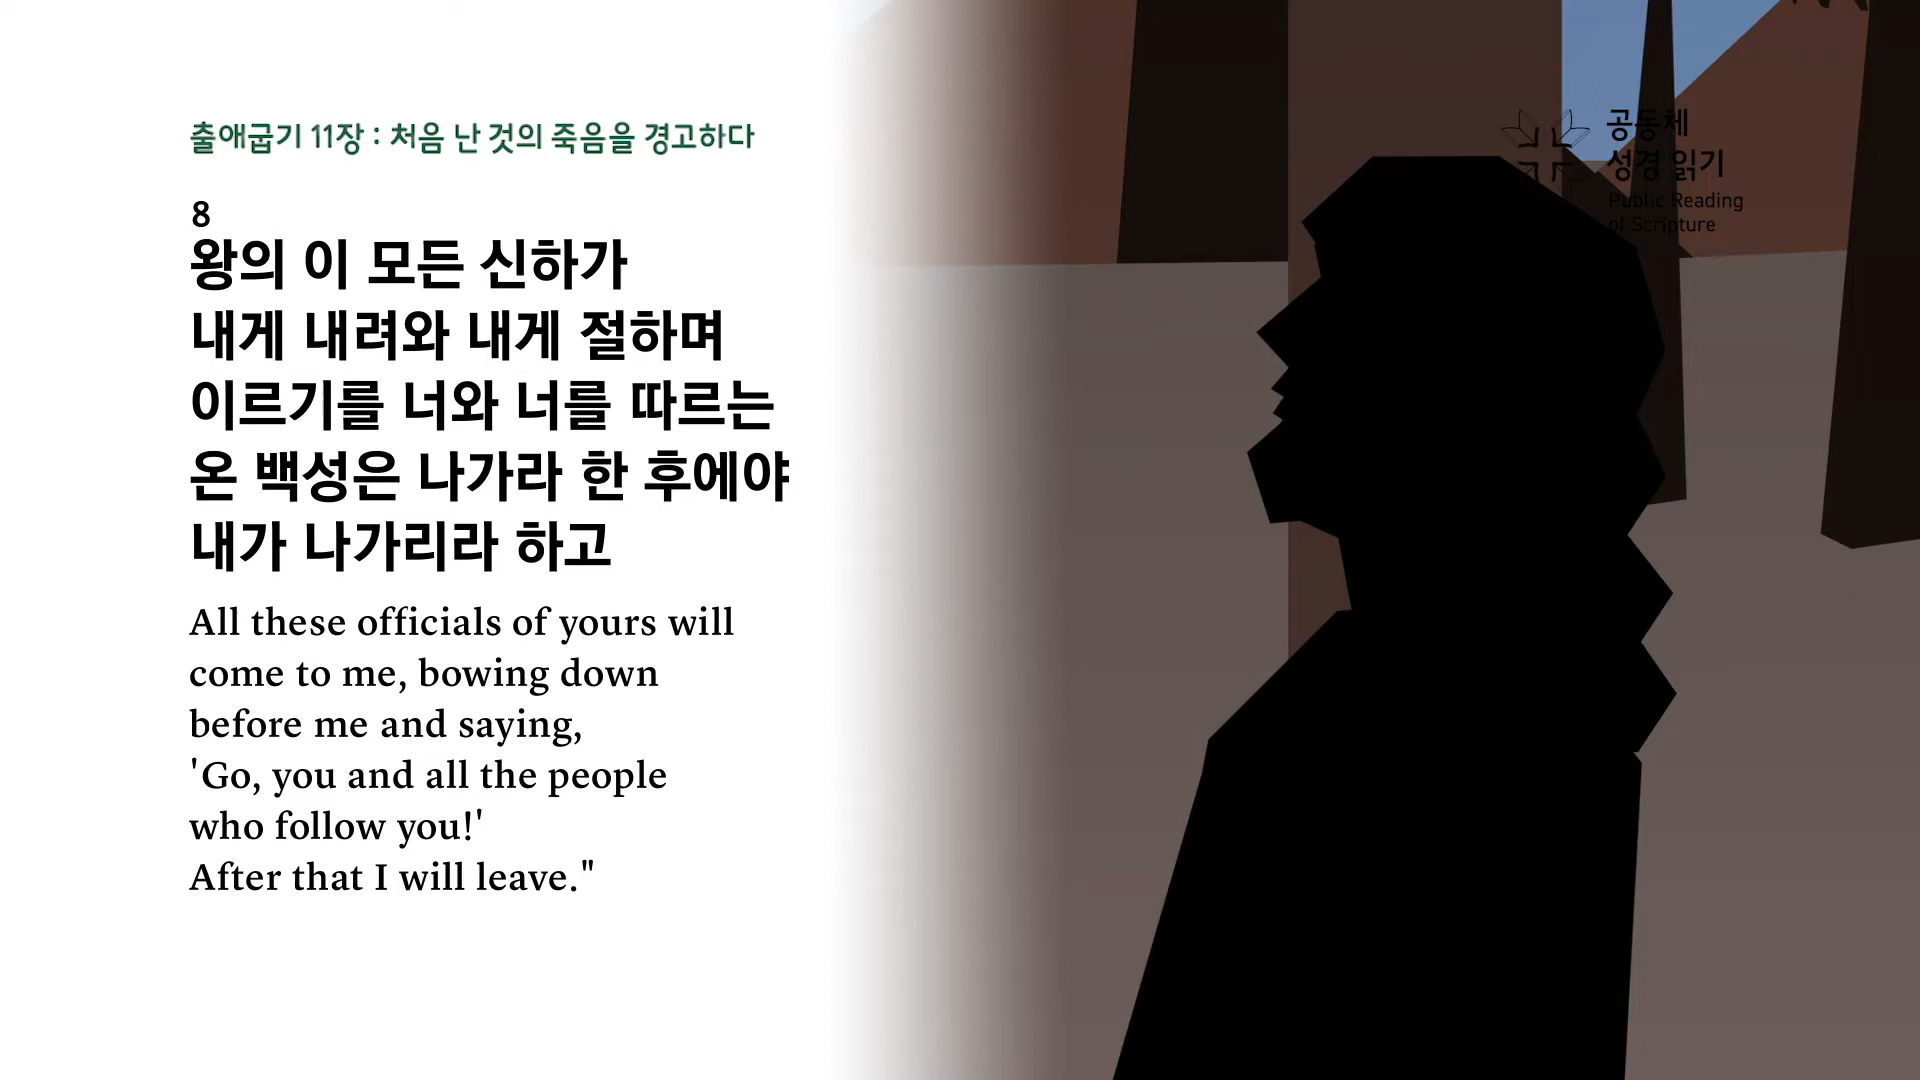 출애굽기 11장 : 처음 난 것의 죽음을 경고하다
8
왕의 이 모든 신하가
내게 내려와 내게 절하며
이르기를 너와 너를 따르는
온 백성은 나가라 한 후에야
내가 나가리라 하고
All these officials of yours will
come to me, bowing down
before me and saying,
'Go, you and all the people
who follow you!'
After that I will leave."
공동체
성경 읽기
Public Reading
of Scripture